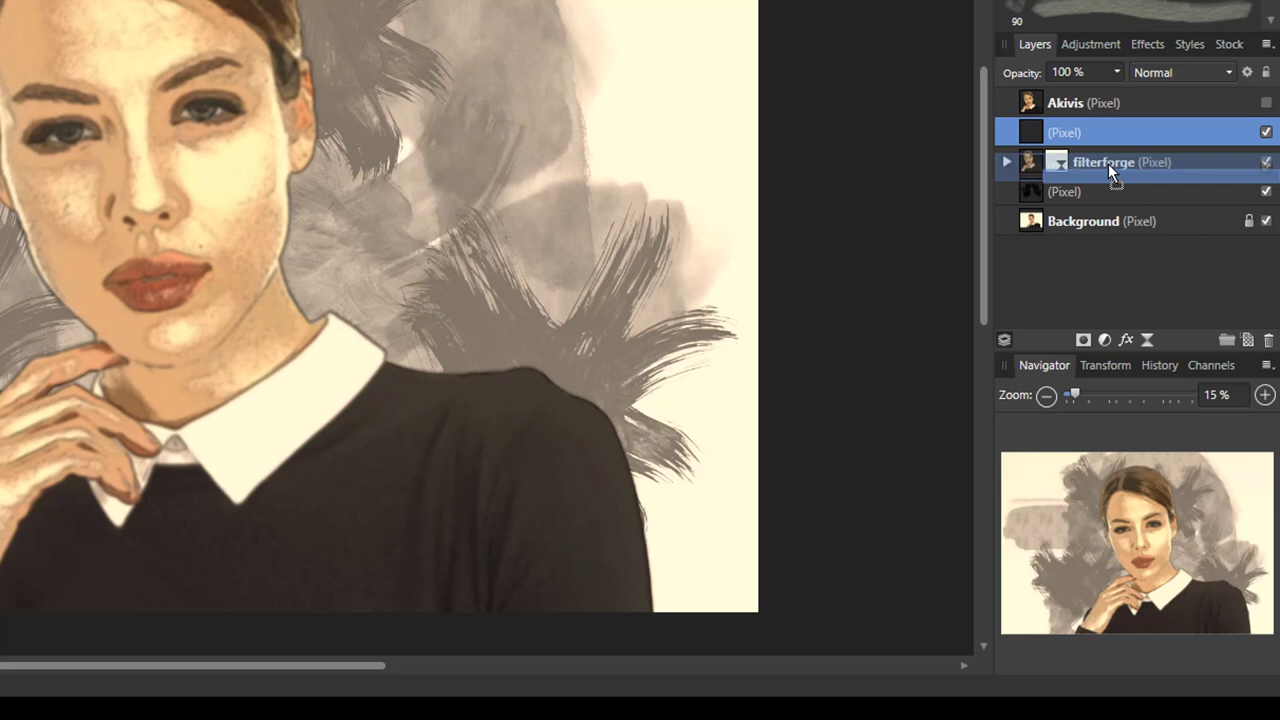 90
Layers Adjustment Effects Styles Stock
Opacity: 100 % Normal
Akivis (Pixel)
(Pixel)
filterforge (Pixel)
(Pixel)
Background (Pixel)
fx
Navigator Transform History Channels
Zoom: 15 %